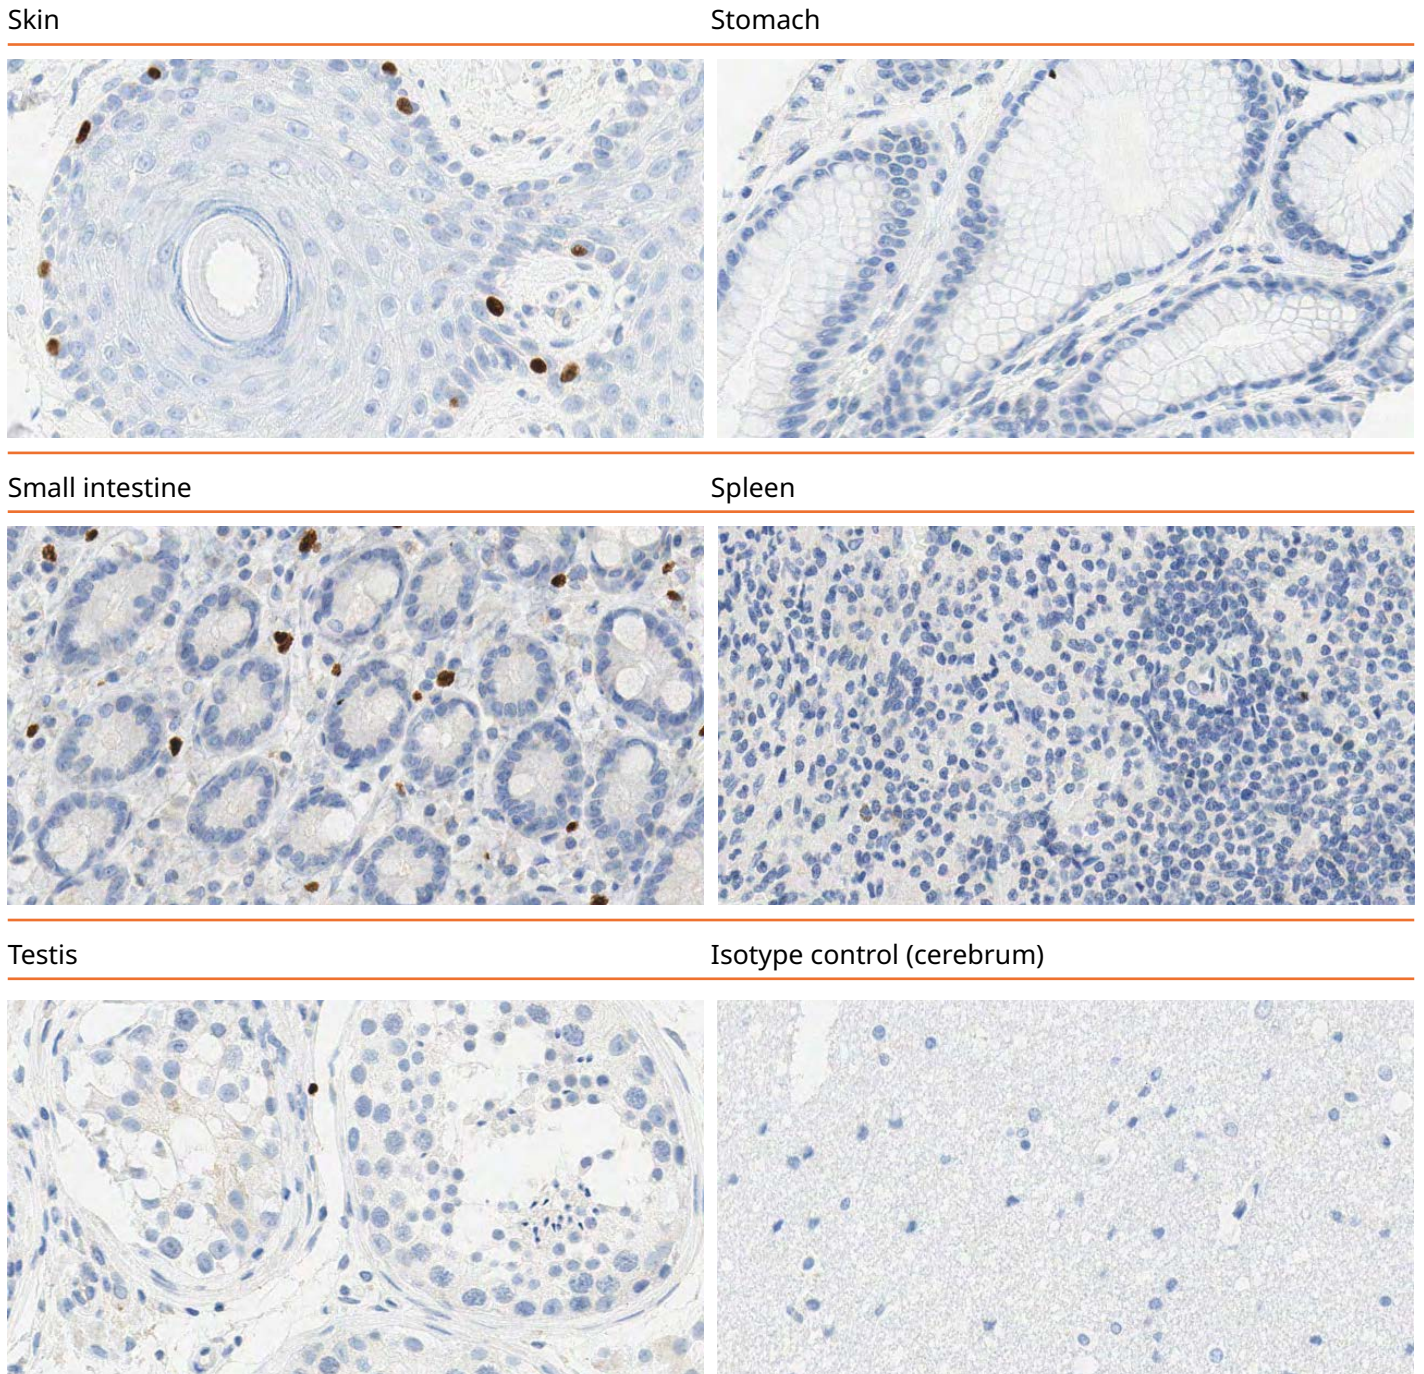 Skin
Stomach
Small intestine
Spleen
Testis
Isotype control (cerebrum)